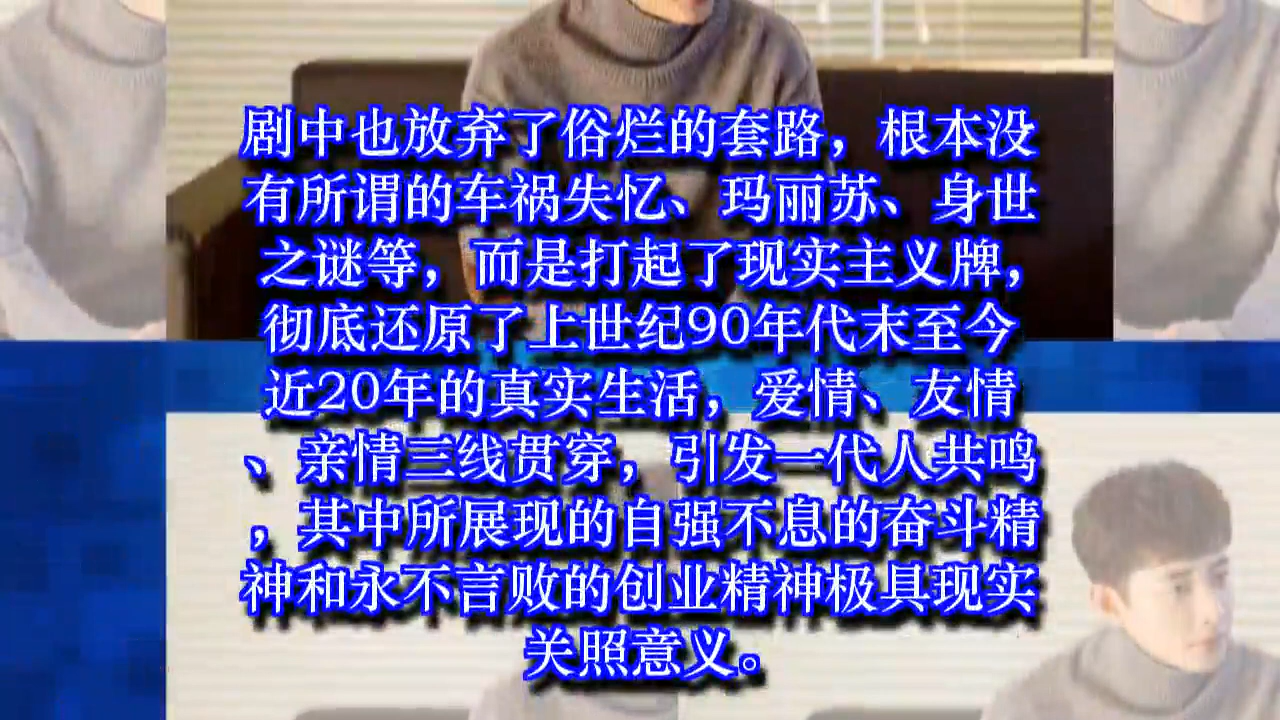 剧中也放弃了俗烂的套路，根本没
有所谓的车祸失忆、玛丽苏、身世
之谜等，而是打起了现实主义牌，
彻底还原了上世纪90年代末至今
近20年的真实生活，爱情、友情
、亲情三线贯穿，引发一代人共鸣
，其中所展现的自强不息的奋斗精
神和永不言败的创业精神极具现实
关照意义。